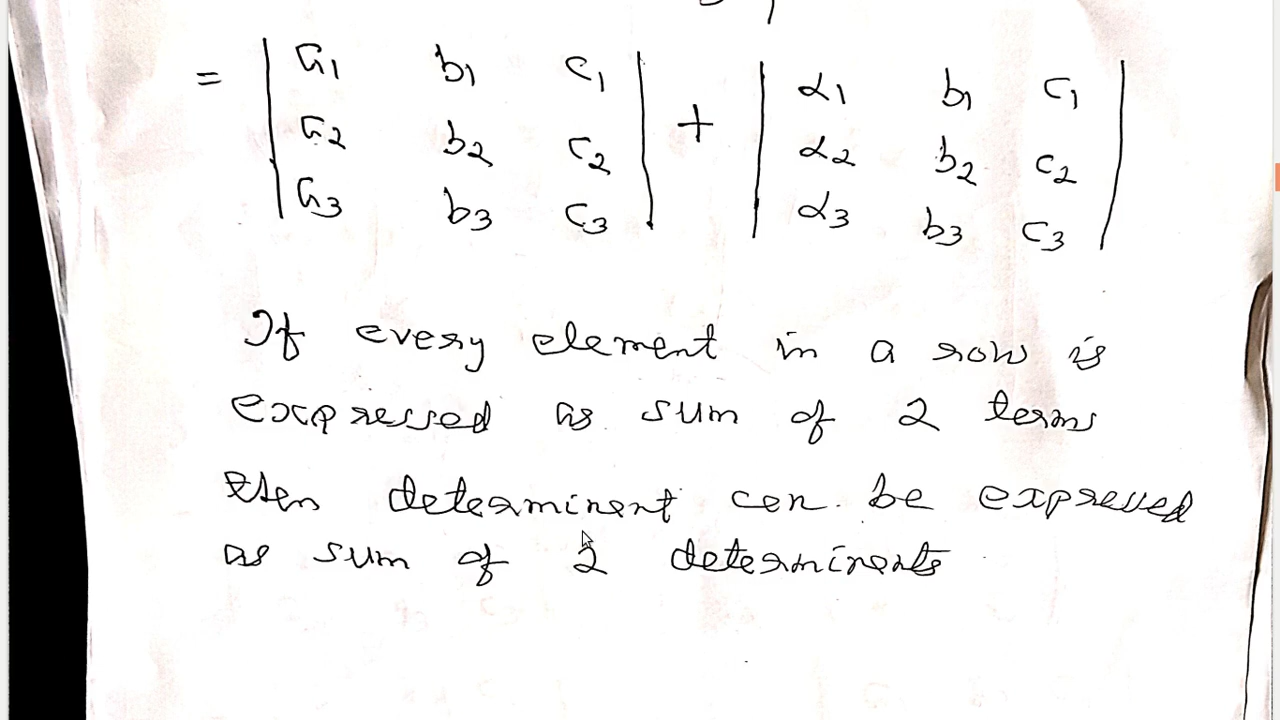 = | a1 b1 c1 | + | α1 b1 c1 |
| a2 b2 c2 | | α2 b2 c2 |
| a3 b3 c3 | | α3 b3 c3 |
If every element in a row is
expressed as sum of 2 terms
then determinent can be expressed
as sum of 2 determinents